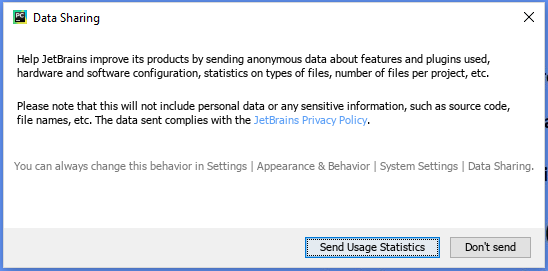 PC
Data Sharing
Help JetBrains improve its products by sending anonymous data about features and plugins used,
hardware and software configuration, statistics on types of files, number of files per project, etc.
Please note that this will not include personal data or any sensitive information, such as source code,
file names, etc. The data sent complies with the JetBrains Privacy Policy.
You can always change this behavior in Settings | Appearance & Behavior | System Settings | Data Sharing.
Send Usage Statistics
Don't send